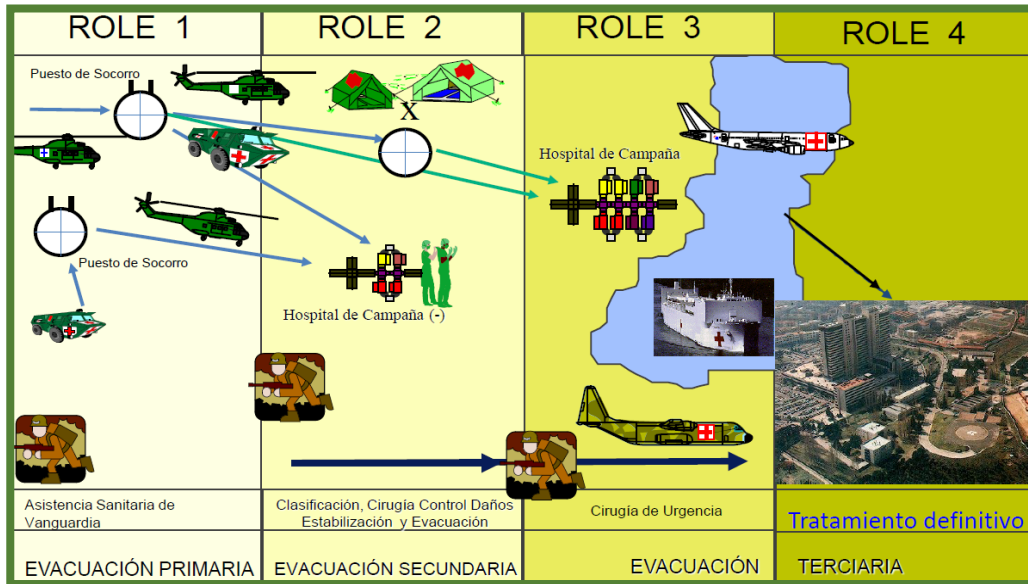 ROLE 1
ROLE 2
ROLE 3
ROLE 4
Puesto de Socorro
X
Hospital de Campaña
Puesto de Socorro
Hospital de Campaña (-)
Asistencia Sanitaria de
Vanguardia
Clasificación, Cirugía Control Daños
Estabilización y Evacuación
Cirugía de Urgencia
Tratamiento definitivo
EVACUACIÓN PRIMARIA
EVACUACIÓN SECUNDARIA
EVACUACIÓN
TERCIARIA